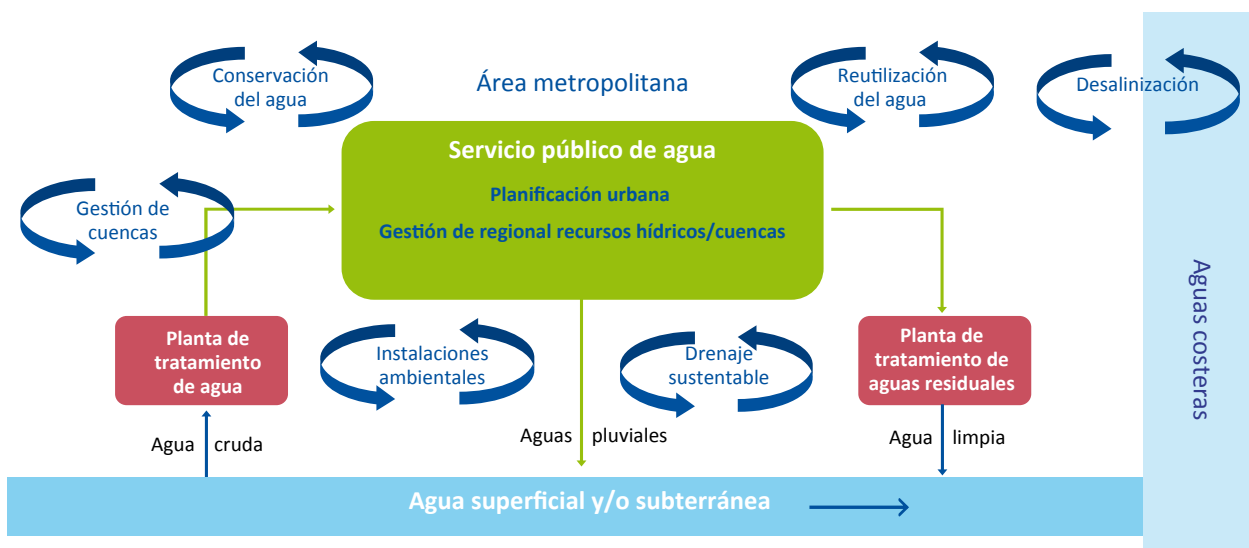 Conservación
del agua
Área metropolitana
Reutilización
del agua
Desalinización
Servicio público de agua
Planificación urbana
Gestión de regional recursos hídricos/cuencas
Gestión de
cuencas
Aguas costeras
Planta de
tratamiento
de agua
Instalaciones
ambientales
Drenaje
sustentable
Planta de
tratamiento de
aguas residuales
Agua cruda
Aguas pluviales
Agua limpia
Agua superficial y/o subterránea